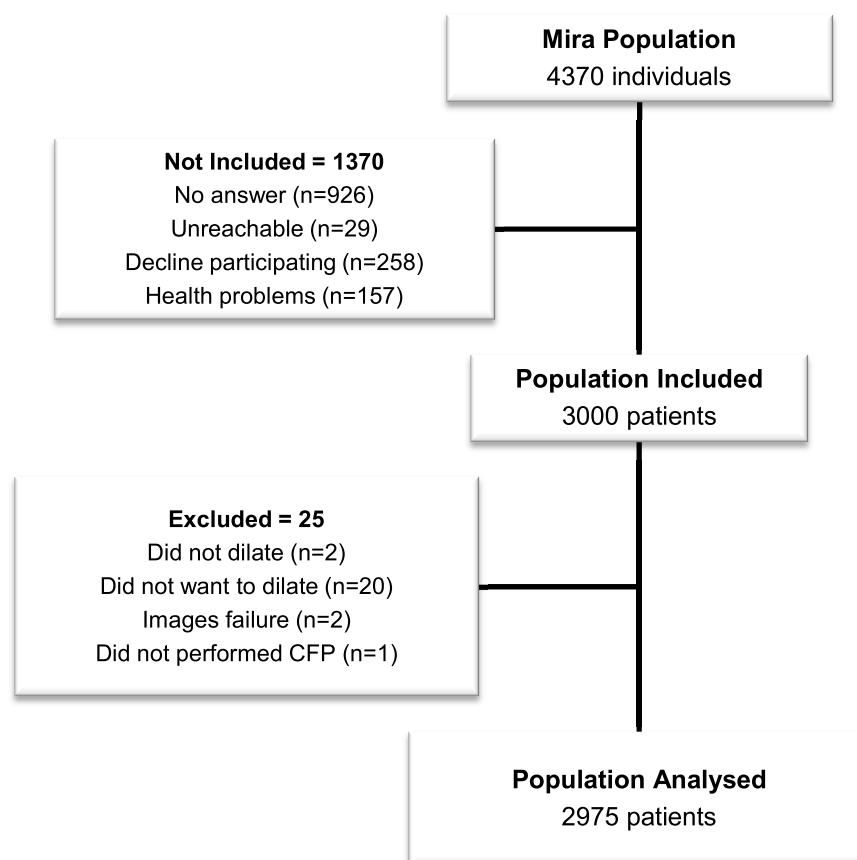 Mira Population
4370 individuals
Not Included = 1370
No answer (n=926)
Unreachable (n=29)
Decline participating (n=258)
Health problems (n=157)
Population Included
3000 patients
Excluded = 25
Did not dilate (n=2)
Did not want to dilate (n=20)
Images failure (n=2)
Did not performed CFP (n=1)
Population Analysed
2975 patients